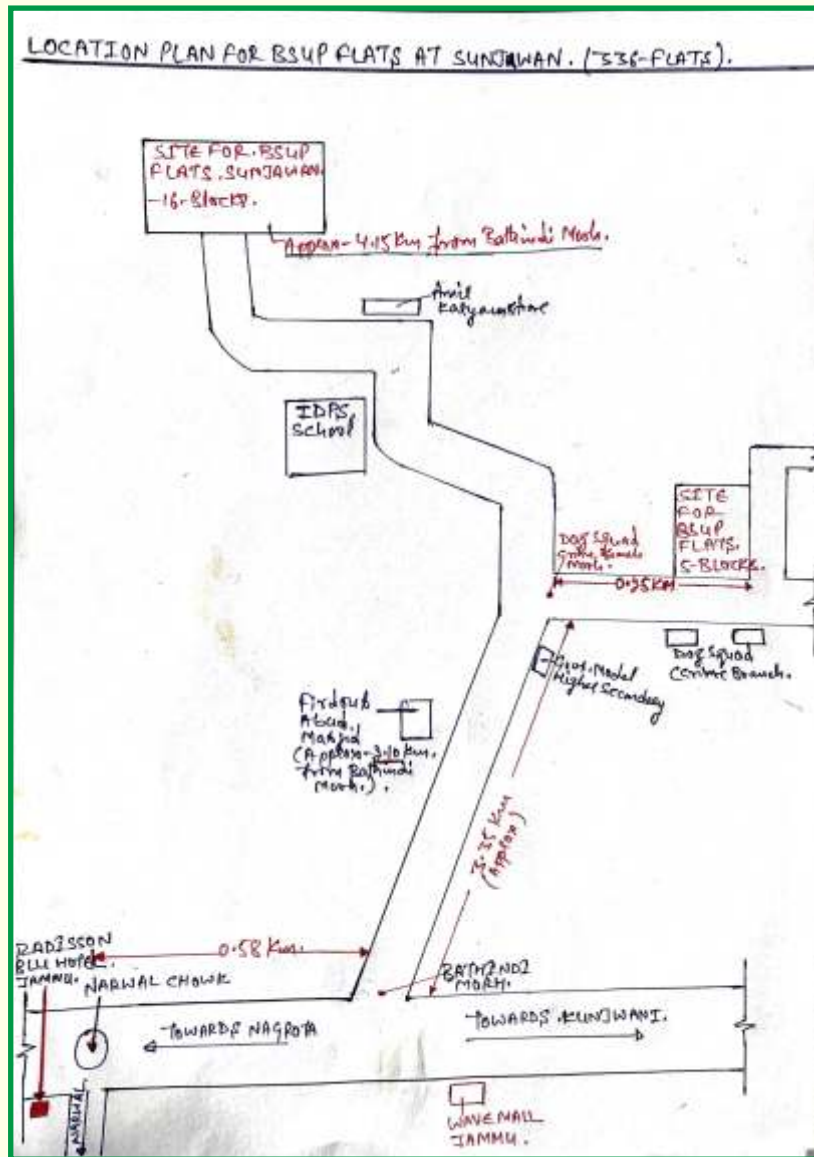 LOCATION PLAN FOR BSUP FLATS AT SUNJWAN. (336-FLATS).
SITE FOR BSUP
FLATS. SUNJAWAN.
-16-Blocks.
Approx-4.15 Km from Bathindi Morh.
IDPS
School
SITE
FOR
BSUP
FLATS.
5-BLOCKS.
Dog Squad
Morh.
0.35KM
Model
Higher Secondary
Dog Squad
Branch.
Firdous
Abad
Masjid
(Approx-3.10 Km.
from Bathindi
Morh.).
3.35 Km
(Approx)
RADISSON
BLU HOTEL.
JAMMU.
0.58 Km.
BATHINDI
MORH.
NARWAL CHOWK
TOWARDS NAGROTA
TOWARDS KUNJWANI.
NARWAL
WAVE MALL
JAMMU.